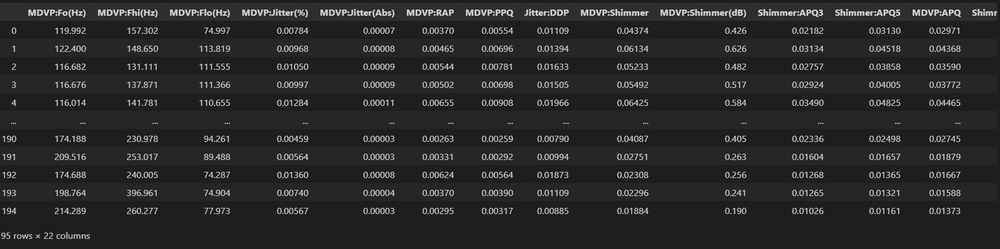 MDVP:Fo(Hz) MDVP:Fhi(Hz) MDVP:Flo(Hz) MDVP:Jitter(%) MDVP:Jitter(Abs) MDVP:RAP MDVP:PPQ Jitter:DDP MDVP:Shimmer MDVP:Shimmer(dB) Shimmer:APQ3 Shimmer:APQ5 MDVP:APQ
0 119.992 157.302 74.997 0.00784 0.00007 0.00370 0.00554 0.01109 0.04374 0.426 0.02182 0.03130 0.02971
1 122.400 148.650 113.819 0.00968 0.00008 0.00465 0.00696 0.01394 0.06134 0.626 0.03134 0.04518 0.04368
2 116.682 131.111 111.555 0.01050 0.00009 0.00544 0.00781 0.01633 0.05233 0.482 0.02757 0.03858 0.03590
3 116.676 137.871 111.366 0.00997 0.00009 0.00502 0.00698 0.01505 0.05492 0.517 0.02924 0.04005 0.03772
4 116.014 141.781 110.655 0.01284 0.00011 0.00655 0.00908 0.01966 0.06425 0.584 0.03490 0.04825 0.04465
... ... ... ... ... ... ... ... ... ... ... ... ... ...
190 174.188 230.978 94.261 0.00459 0.00003 0.00263 0.00259 0.00790 0.04087 0.405 0.02336 0.02498 0.02745
191 209.516 253.017 89.488 0.00564 0.00003 0.00331 0.00292 0.00994 0.02751 0.263 0.01604 0.01657 0.01879
192 174.688 240.005 74.287 0.01360 0.00008 0.00624 0.00564 0.01873 0.02308 0.256 0.01268 0.01365 0.01667
193 198.764 396.961 74.904 0.00740 0.00004 0.00370 0.00390 0.01109 0.02296 0.241 0.01265 0.01321 0.01588
194 214.289 260.277 77.973 0.00567 0.00003 0.00295 0.00317 0.00885 0.01884 0.190 0.01026 0.01161 0.01373
95 rows × 22 columns